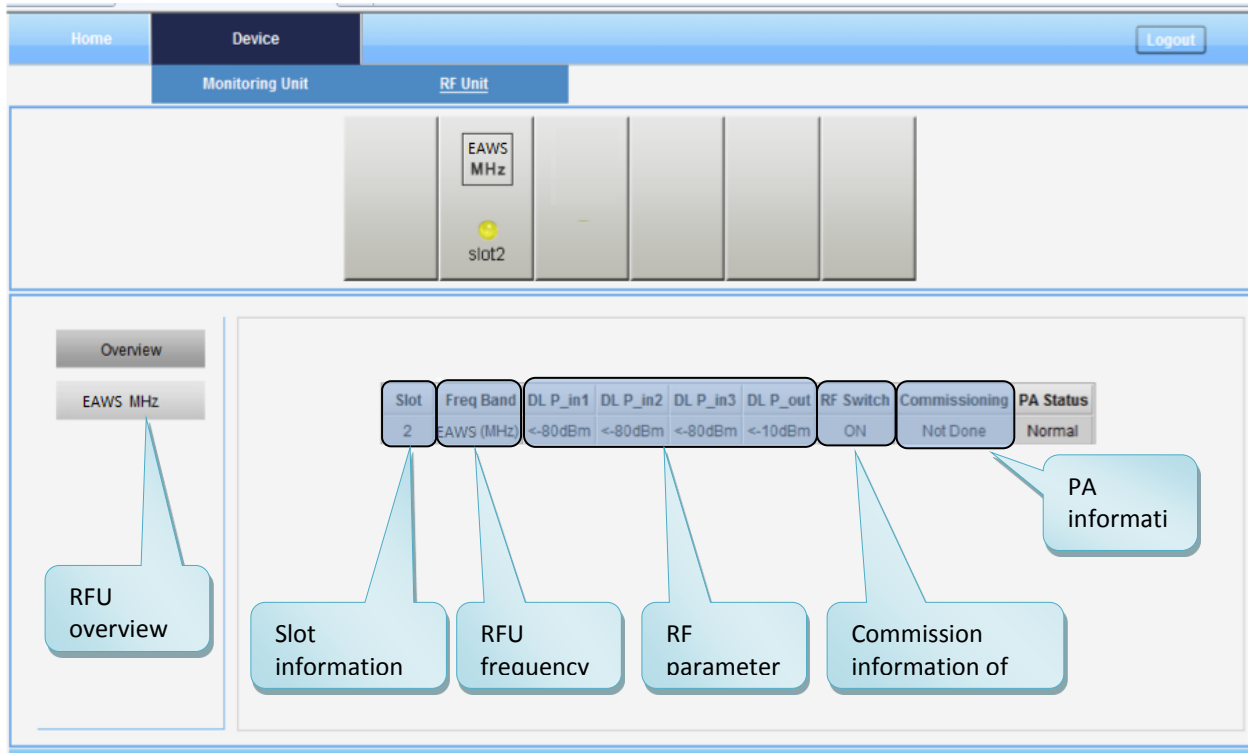 Home Device Logout
Monitoring Unit RF Unit
EAWS
MHz
slot2
Overview
EAWS MHz
Slot Freq Band DL P_in1 DL P_in2 DL P_in3 DL P_out RF Switch Commissioning PA Status
2 EAWS (MHz) <-80dBm <-80dBm <-80dBm <-10dBm ON Not Done Normal
PA
informati
RFU
overview
Slot
information
RFU
frequency
RF
parameter
Commission
information of